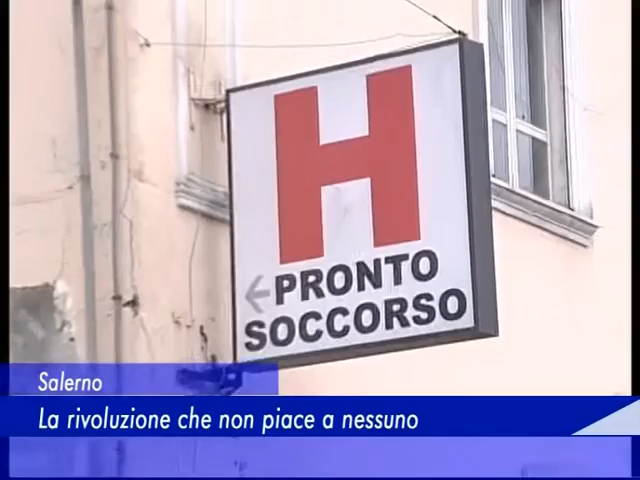 H
← PRONTO
SOCCORSO
Salerno
La rivoluzione che non piace a nessuno